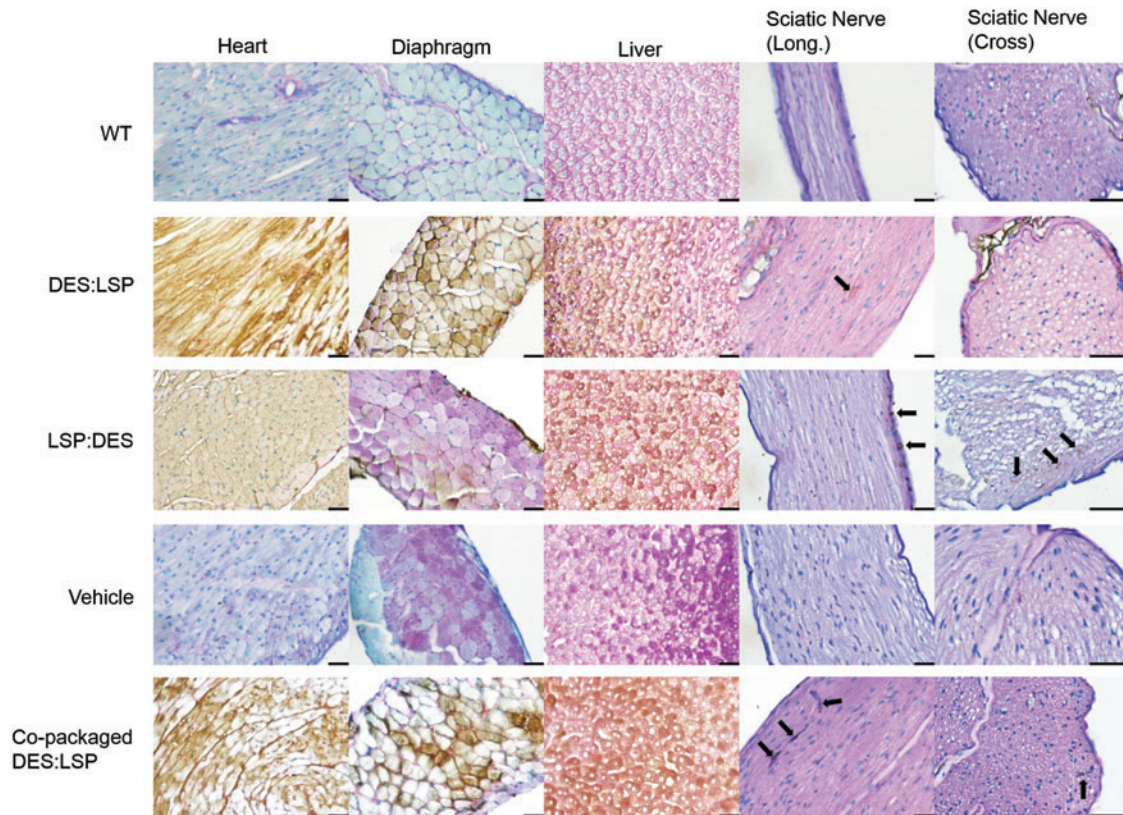 Heart
Diaphragm
Liver
Sciatic Nerve
(Long.)
Sciatic Nerve
(Cross)
WT
DES:LSP
LSP:DES
Vehicle
Co-packaged
DES:LSP